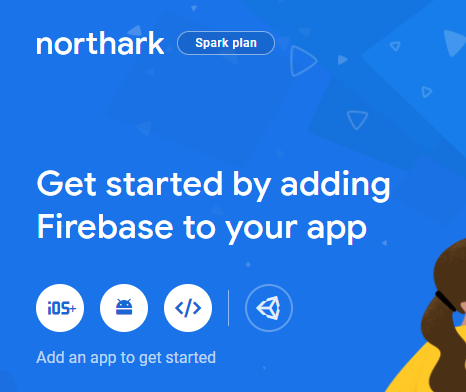 northark
Spark plan
Get started by adding
Firebase to your app
iOS+
Add an app to get started